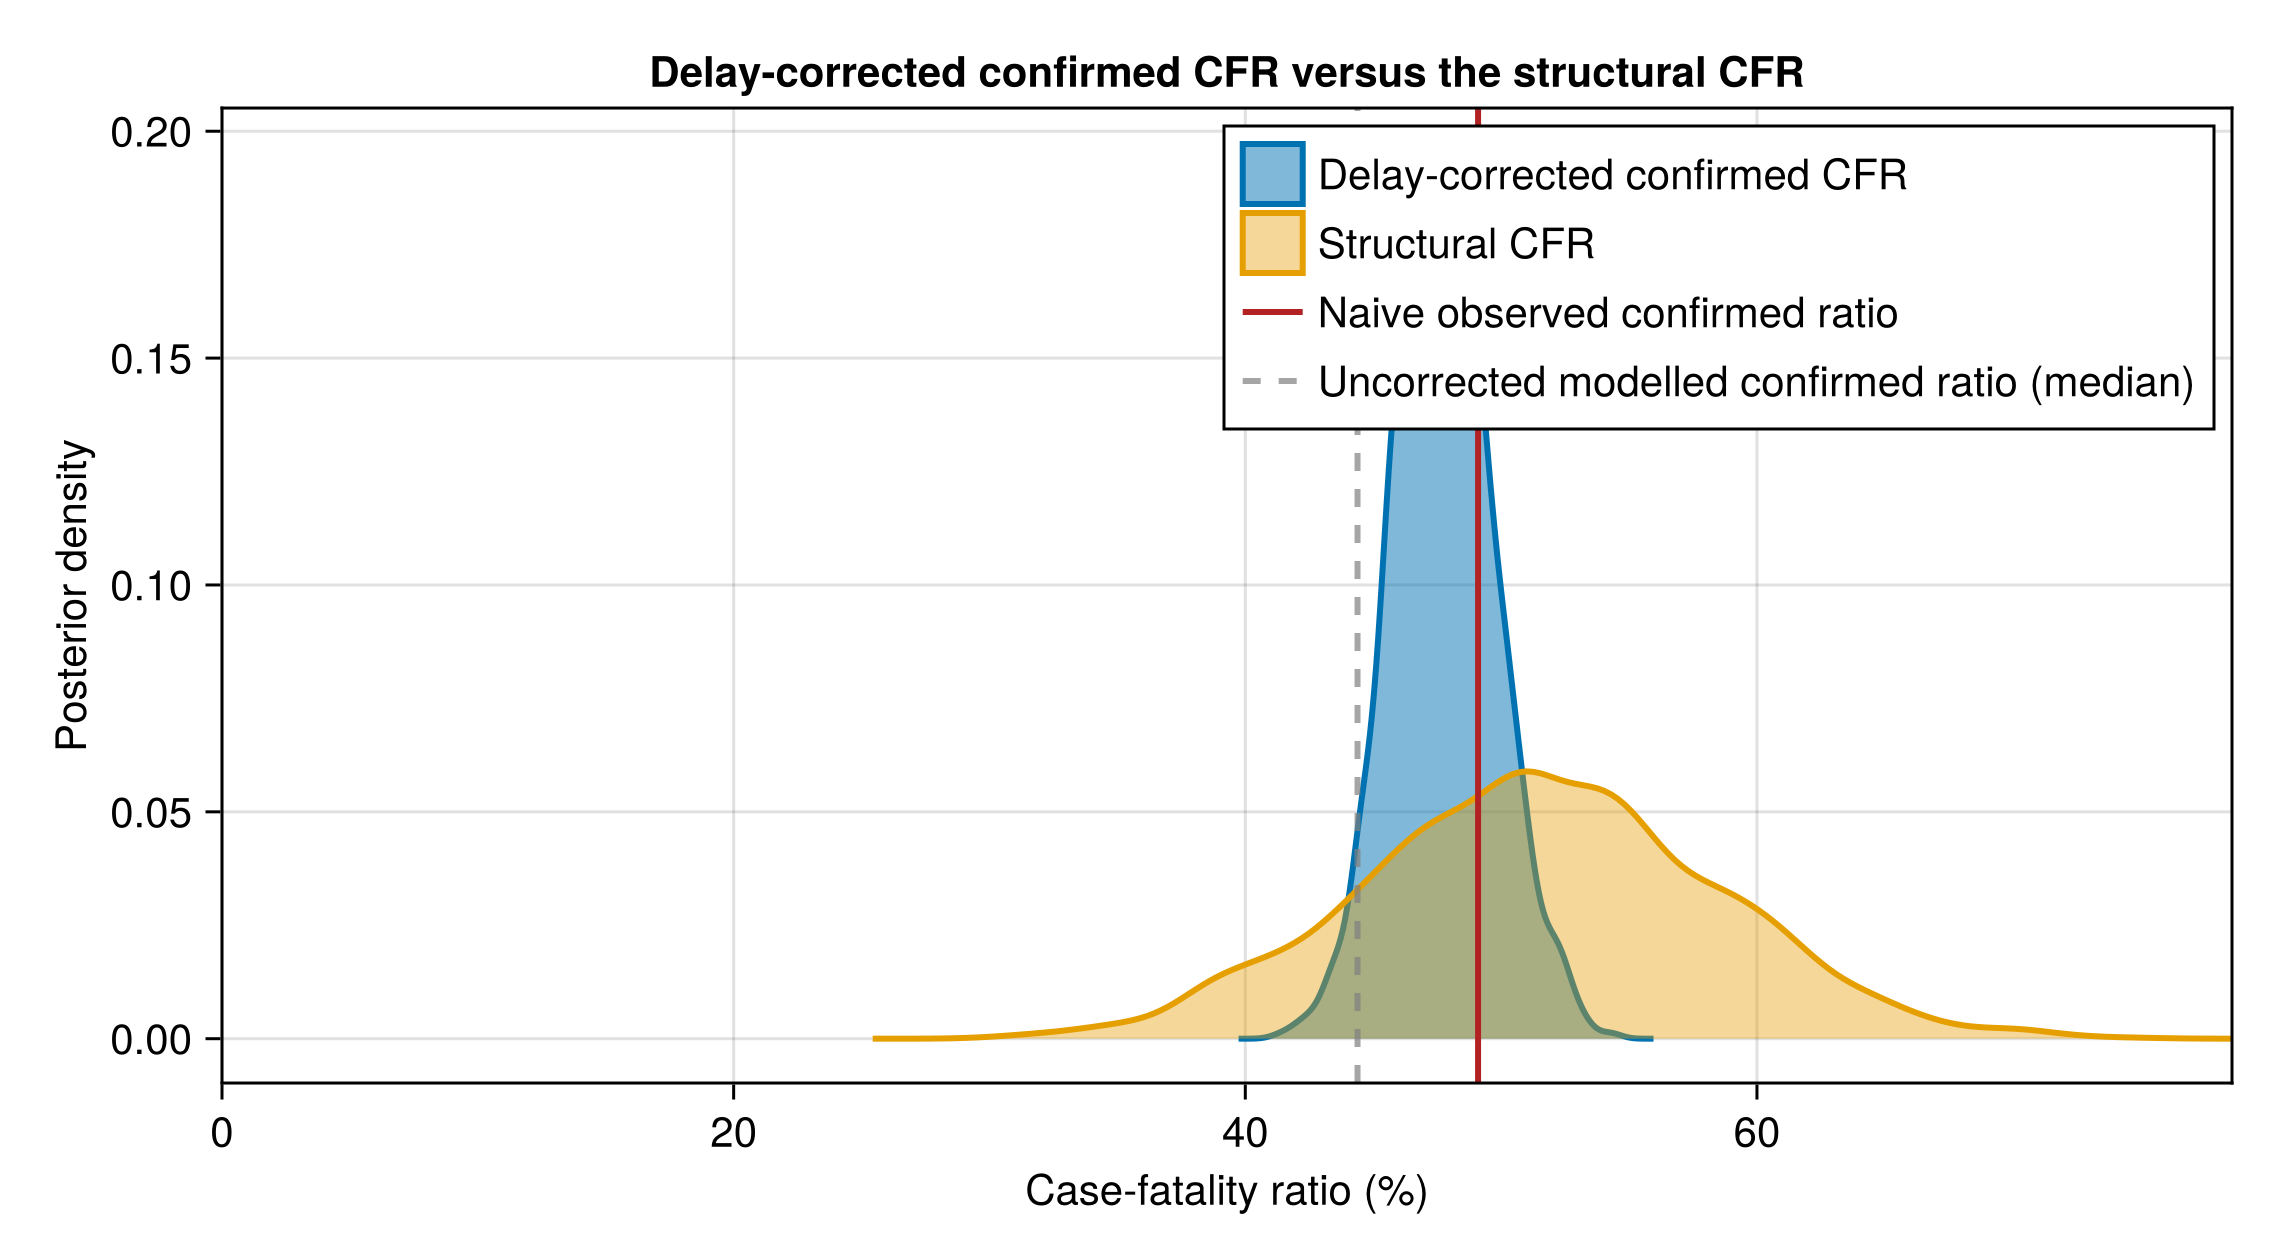 Delay-corrected confirmed CFR versus the structural CFR
Delay-corrected confirmed CFR
Structural CFR
Naive observed confirmed ratio
Uncorrected modelled confirmed ratio (median)
Posterior density
0.20
0.15
0.10
0.05
0.00
0
20
40
60
Case-fatality ratio (%)